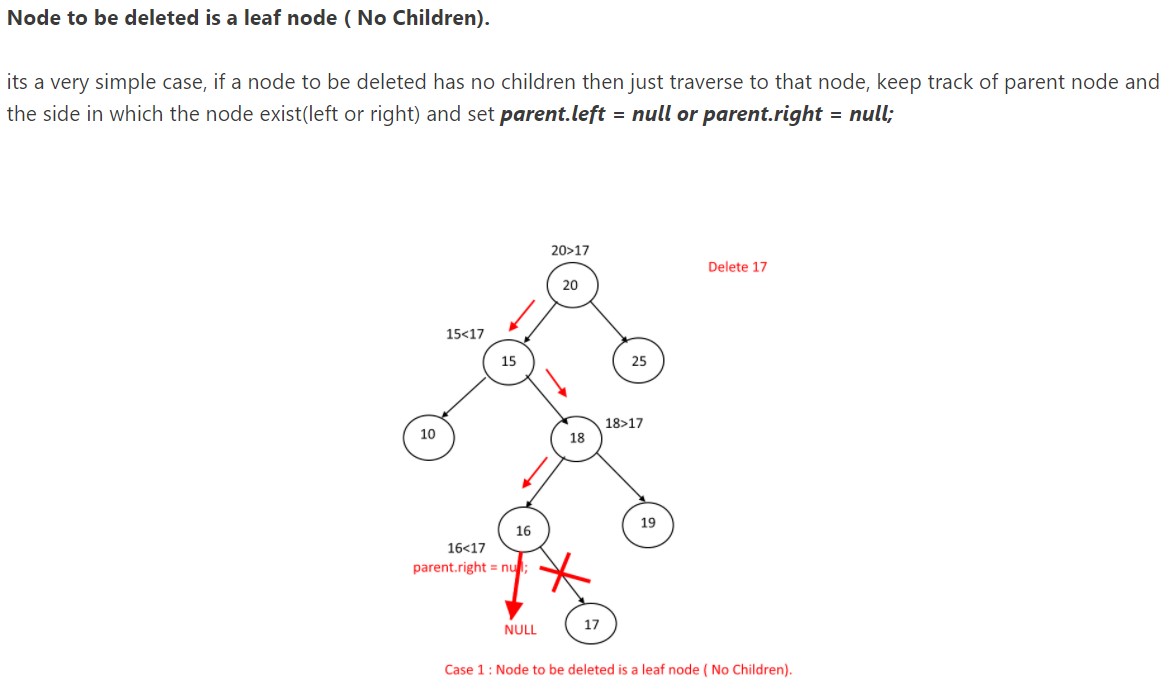 Node to be deleted is a leaf node ( No Children).
its a very simple case, if a node to be deleted has no children then just traverse to that node, keep track of parent node and
the side in which the node exist(left or right) and set parent.left = null or parent.right = null;
20>17
Delete 17
20
15<17
15
25
18>17
10
18
16
19
16<17
parent.right = null;
17
NULL
Case 1 : Node to be deleted is a leaf node ( No Children).